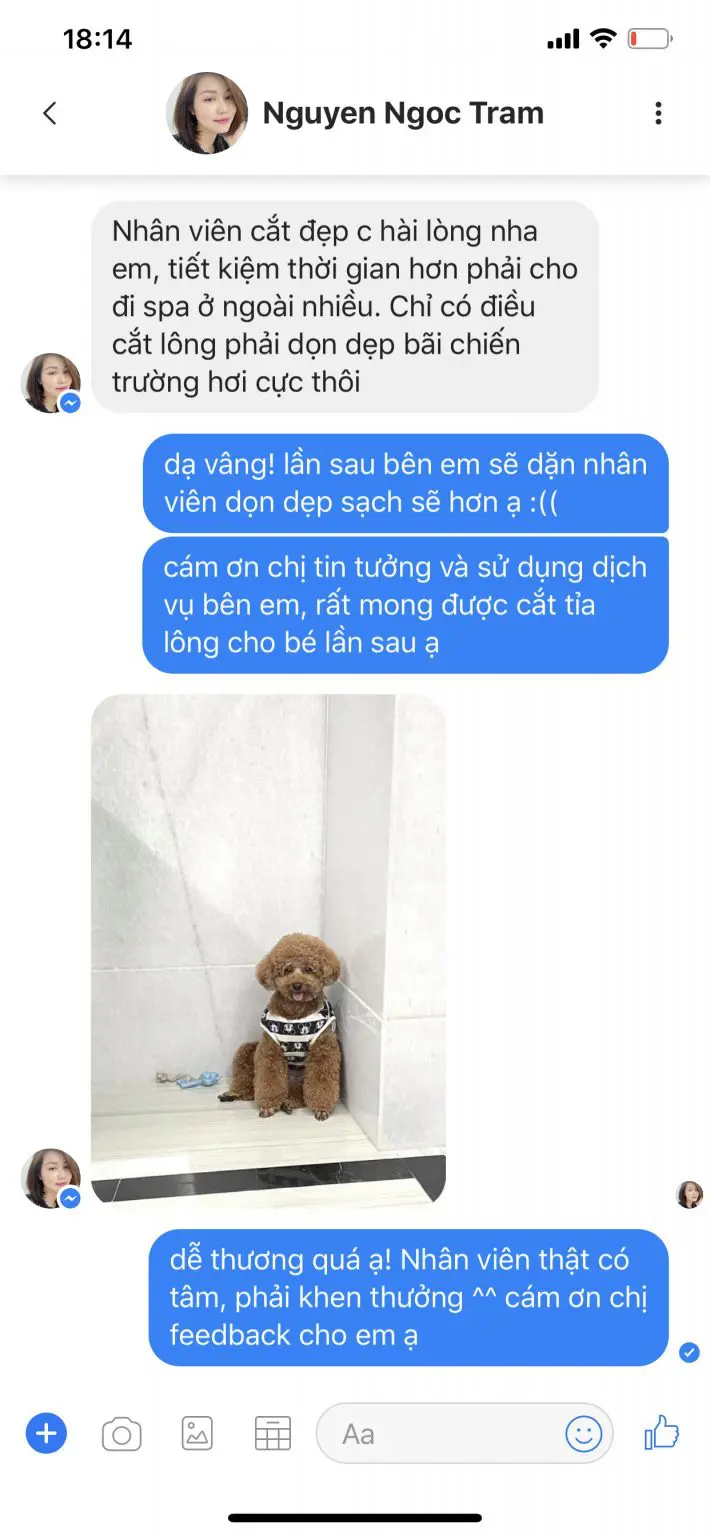 18:14
Nguyen Ngoc Tram
Nhân viên cắt đẹp c hài lòng nha
em, tiết kiệm thời gian hơn phải cho
đi spa ở ngoài nhiều. Chỉ có điều
cắt lông phải dọn dẹp bãi chiến
trường hơi cực thôi
dạ vâng! lần sau bên em sẽ dặn nhân
viên dọn dẹp sạch sẽ hơn ạ :((
cám ơn chị tin tưởng và sử dụng dịch
vụ bên em, rất mong được cắt tỉa
lông cho bé lần sau ạ
dễ thương quá ạ! Nhân viên thật có
tâm, phải khen thưởng ^^ cám ơn chị
feedback cho em ạ
Aa